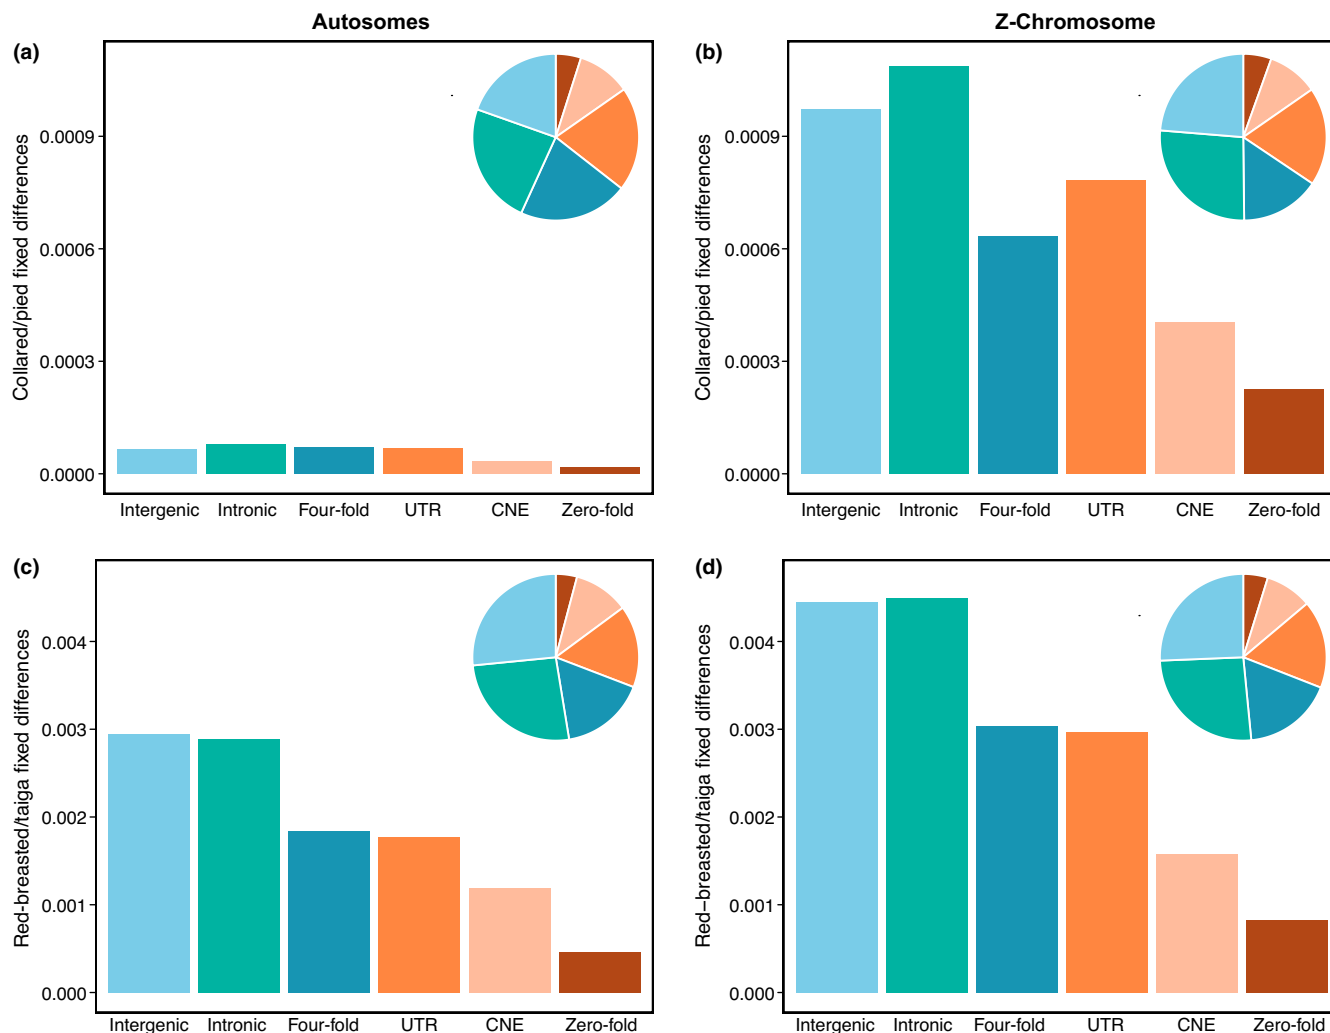 Autosomes
Z-Chromosome
(a)
Collared/pied fixed differences
0.0009
0.0006
0.0003
0.0000
Intergenic Intronic Four-fold UTR CNE Zero-fold
(b)
Collared/pied fixed differences
0.0009
0.0006
0.0003
0.0000
Intergenic Intronic Four-fold UTR CNE Zero-fold
(c)
Red-breasted/taiga fixed differences
0.004
0.003
0.002
0.001
0.000
Intergenic Intronic Four-fold UTR CNE Zero-fold
(d)
Red−breasted/taiga fixed differences
0.004
0.003
0.002
0.001
0.000
Intergenic Intronic Four-fold UTR CNE Zero-fold